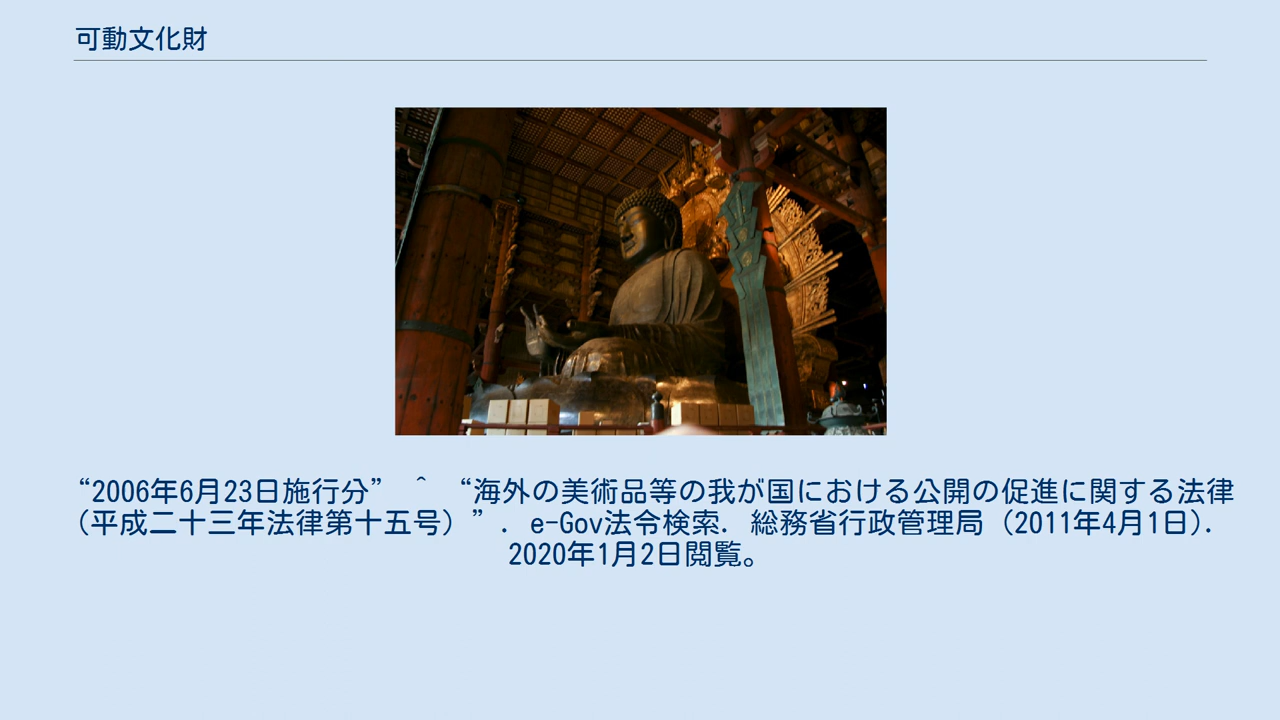 可動文化財
“2006年6月23日施行分” ^ “海外の美術品等の我が国における公開の促進に関する法律
(平成二十三年法律第十五号)”. e-Gov法令検索. 総務省行政管理局 (2011年4月1日).
2020年1月2日閲覧。